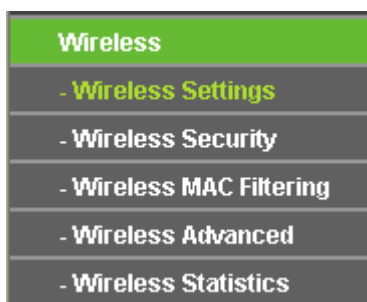 Wireless
- Wireless Settings
- Wireless Security
- Wireless MAC Filtering
- Wireless Advanced
- Wireless Statistics